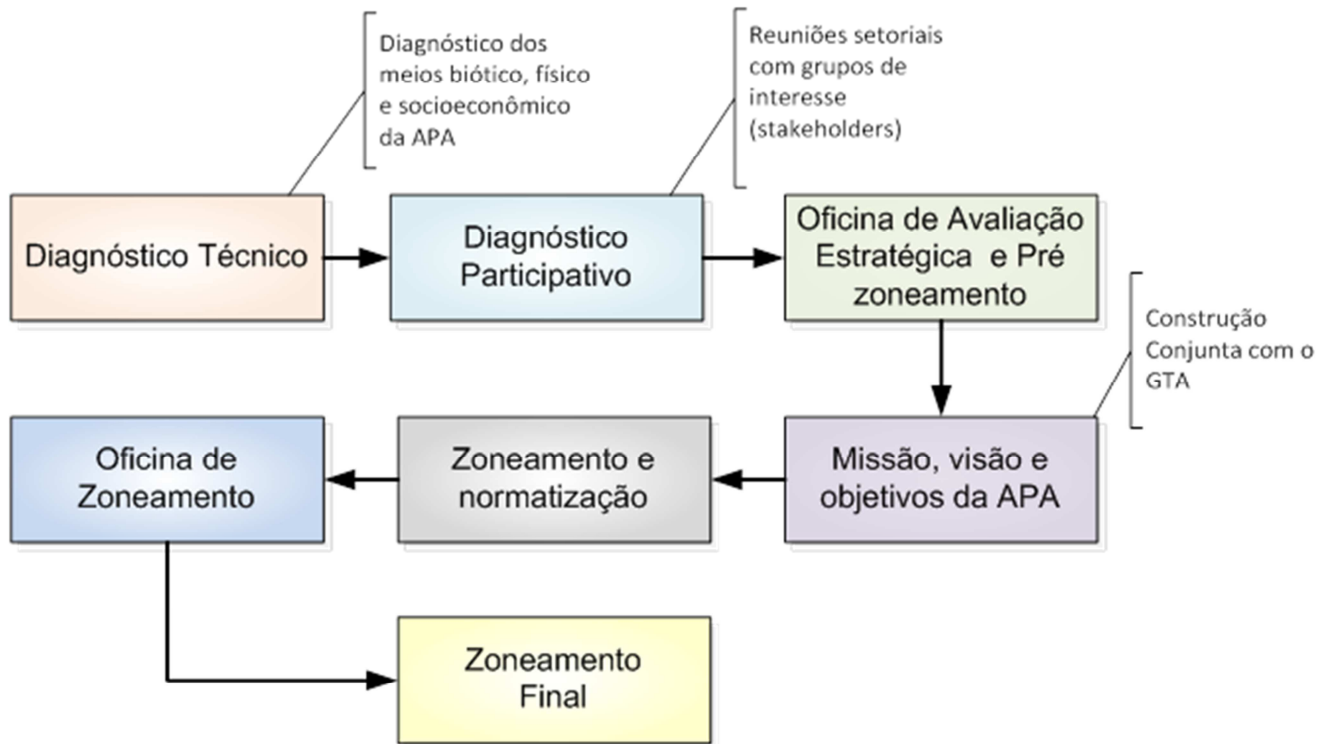 Diagnóstico dos
meios biótico, físico
e socioeconômico
da APA
Reuniões setoriais
com grupos de
interesse
(stakeholders)
Diagnóstico Técnico
Diagnóstico
Participativo
Oficina de Avaliação
Estratégica e Pré
zoneamento
Construção
Conjunta com o
GTA
Missão, visão e
objetivos da APA
Zoneamento e
normatização
Oficina de
Zoneamento
Zoneamento
Final